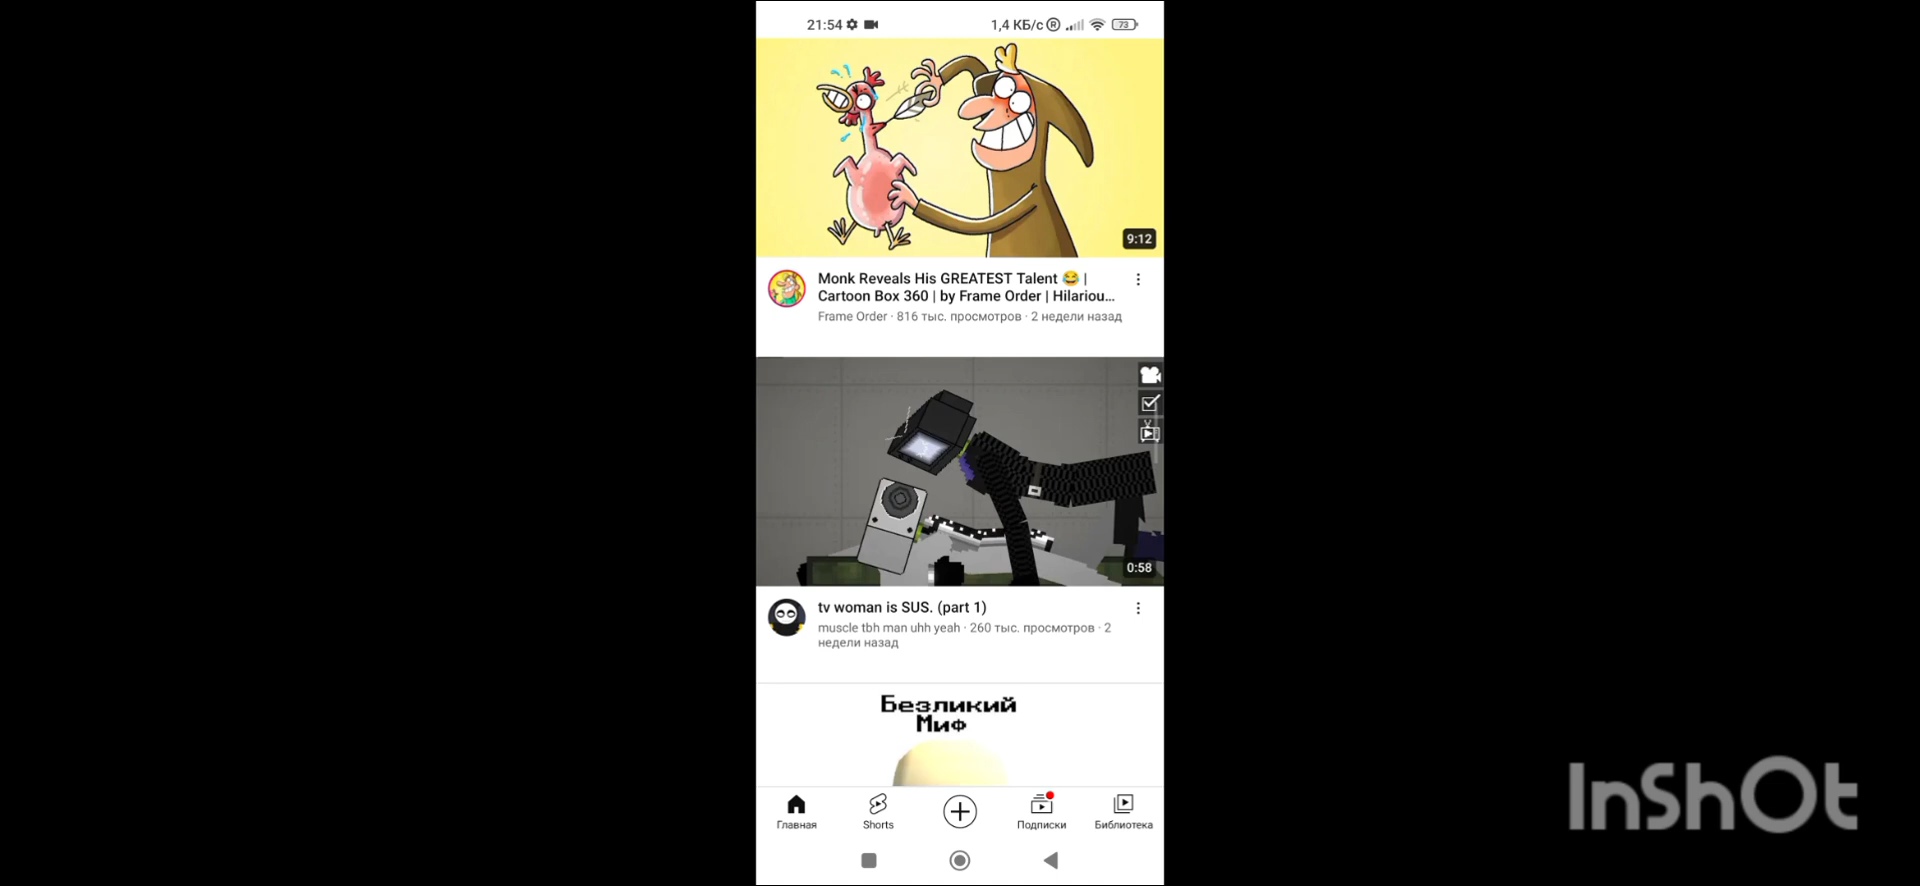 21:54 1,4 КБ/с R 73
9:12
Monk Reveals His GREATEST Talent 😂 |
Cartoon Box 360 | by Frame Order | Hilariou...
Frame Order · 816 тыс. просмотров · 2 недели назад
0:58
tv woman is SUS. (part 1)
muscle tbh man uhh yeah · 260 тыс. просмотров · 2
недели назад
Безликий
Миф
Главная Shorts Подписки Библиотека
InShOt